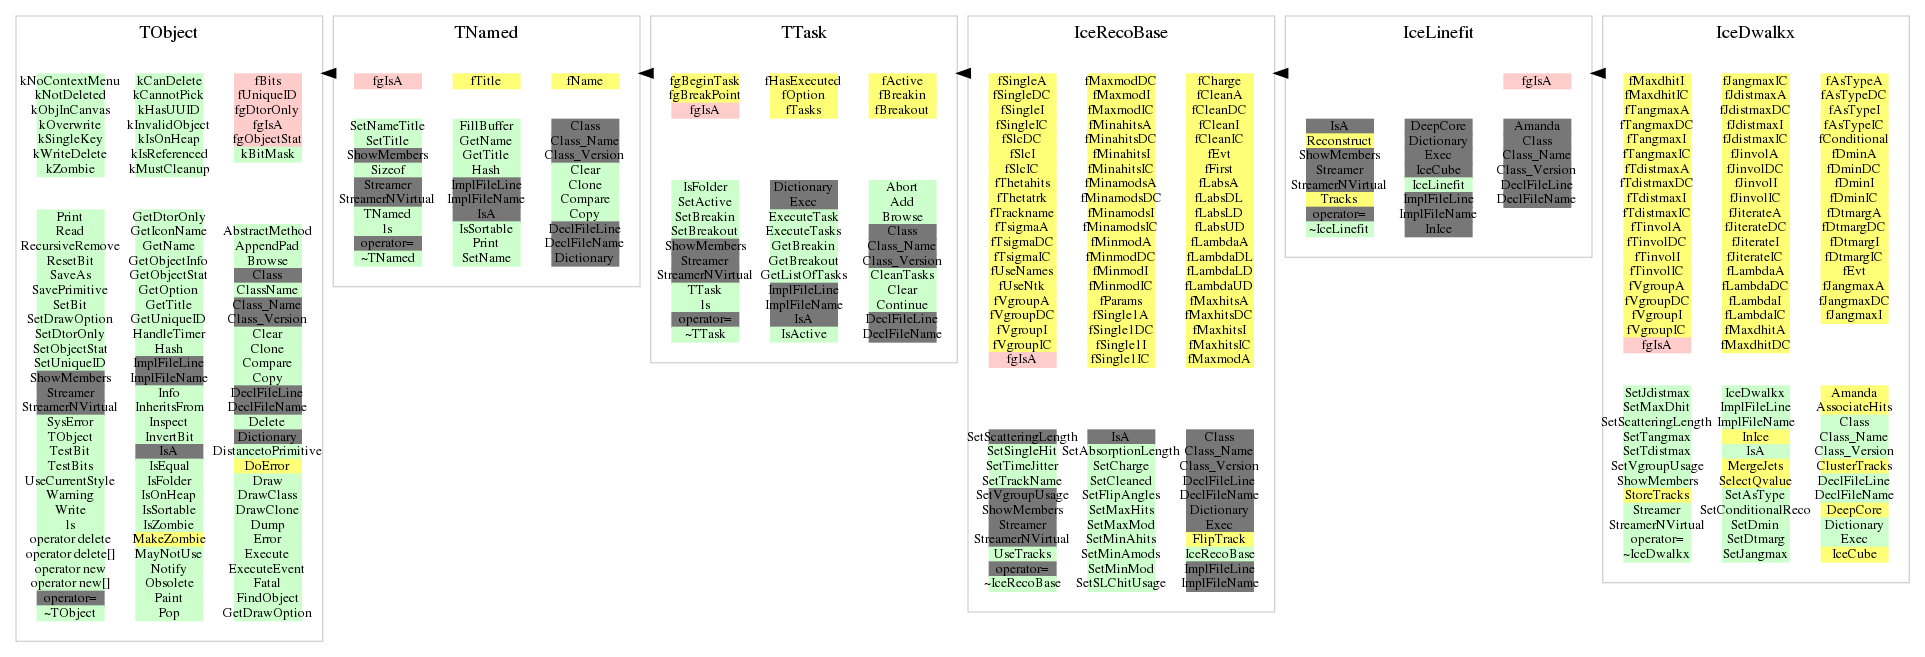 TObject
kNoContextMenu kCanDelete fBits
kNotDeleted kCannotPick fUniqueID
kObjInCanvas kHasUUID fgDtorOnly
kOverwrite kInvalidObject fgIsA
kSingleKey kIsOnHeap fgObjectStat
kWriteDelete kIsReferenced kBitMask
kZombie kMustCleanup
Print GetDtorOnly
Read GetIconName AbstractMethod
RecursiveRemove GetName AppendPad
ResetBit GetObjectInfo Browse
SaveAs GetObjectStat Class
SavePrimitive GetOption ClassName
SetBit GetTitle Class_Name
SetDrawOption GetUniqueID Class_Version
SetDtorOnly HandleTimer Clear
SetObjectStat Hash Clone
SetUniqueID ImplFileLine Compare
ShowMembers ImplFileName Copy
Streamer Info DeclFileLine
StreamerNVirtual InheritsFrom DeclFileName
SysError Inspect Delete
TObject InvertBit Dictionary
TestBit IsA DistancetoPrimitive
TestBits IsEqual DoError
UseCurrentStyle IsFolder Draw
Warning IsOnHeap DrawClass
Write IsSortable DrawClone
ls IsZombie Dump
operator delete MakeZombie Error
operator delete[] MayNotUse Execute
operator new Notify ExecuteEvent
operator new[] Obsolete Fatal
operator= Paint FindObject
~TObject Pop GetDrawOption
TNamed
fgIsA fTitle fName
SetNameTitle FillBuffer Class
SetTitle GetName Class_Name
ShowMembers GetTitle Class_Version
Sizeof Hash Clear
Streamer ImplFileLine Clone
StreamerNVirtual ImplFileName Compare
TNamed IsA Copy
ls IsSortable DeclFileLine
operator= Print DeclFileName
~TNamed SetName Dictionary
TTask
fgBeginTask fHasExecuted fActive
fgBreakPoint fOption fBreakin
fgIsA fTasks fBreakout
IsFolder Dictionary Abort
SetActive Exec Add
SetBreakin ExecuteTask Browse
SetBreakout ExecuteTasks Class
ShowMembers GetBreakin Class_Name
Streamer GetBreakout Class_Version
StreamerNVirtual GetListOfTasks CleanTasks
TTask ImplFileLine Clear
ls ImplFileName Continue
operator= IsA DeclFileLine
~TTask IsActive DeclFileName
IceRecoBase
fSingleA fMaxmodDC fCharge
fSingleDC fMaxmodI fCleanA
fSingleI fMaxmodIC fCleanDC
fSingleIC fMinahitsA fCleanI
fSlcDC fMinahitsDC fCleanIC
fSlcI fMinahitsI fEvt
fSlcIC fMinahitsIC fFirst
fThetahits fMinamodsA fLabsA
fThetatrk fMinamodsDC fLabsDL
fTrackname fMinamodsI fLabsLD
fTsigmaA fMinamodsIC fLabsUD
fTsigmaDC fMinmodA fLambdaA
fTsigmaIC fMinmodDC fLambdaDL
fUseNames fMinmodI fLambdaLD
fUseNtk fMinmodIC fLambdaUD
fVgroupA fParams fMaxhitsA
fVgroupDC fSingle1A fMaxhitsDC
fVgroupI fSingle1DC fMaxhitsI
fVgroupIC fSingle1I fMaxhitsIC
fgIsA fSingle1IC fMaxmodA
SetScatteringLength IsA Class
SetSingleHit SetAbsorptionLength Class_Name
SetTimeJitter SetCharge Class_Version
SetTrackName SetCleaned DeclFileLine
SetVgroupUsage SetFlipAngles DeclFileName
ShowMembers SetMaxHits Dictionary
Streamer SetMaxMod Exec
StreamerNVirtual SetMinAhits FlipTrack
UseTracks SetMinAmods IceRecoBase
operator= SetMinMod ImplFileLine
~IceRecoBase SetSLChitUsage ImplFileName
IceLinefit
fgIsA
IsA DeepCore Amanda
Reconstruct Dictionary Class
ShowMembers Exec Class_Name
Streamer IceCube Class_Version
StreamerNVirtual IceLinefit DeclFileLine
Tracks ImplFileLine DeclFileName
operator= ImplFileName
~IceLinefit InIce
IceDwalkx
fMaxdhitI fJangmaxIC fAsTypeA
fMaxdhitIC fJdistmaxA fAsTypeDC
fTangmaxA fJdistmaxDC fAsTypeI
fTangmaxDC fJdistmaxI fAsTypeIC
fTangmaxI fJdistmaxIC fConditional
fTangmaxIC fJinvolA fDminA
fTdistmaxA fJinvolDC fDminDC
fTdistmaxDC fJinvolI fDminI
fTdistmaxI fJinvolIC fDminIC
fTdistmaxIC fJiterateA fDtmargA
fTinvolA fJiterateDC fDtmargDC
fTinvolDC fJiterateI fDtmargI
fTinvolI fJiterateIC fDtmargIC
fTinvolIC fLambdaA fEvt
fVgroupA fLambdaDC fJangmaxA
fVgroupDC fLambdaI fJangmaxDC
fVgroupI fLambdaIC fJangmaxI
fVgroupIC fMaxdhitA
fgIsA fMaxdhitDC
SetJdistmax IceDwalkx Amanda
SetMaxDhit ImplFileLine AssociateHits
SetScatteringLength ImplFileName Class
SetTangmax InIce Class_Name
SetTdistmax IsA Class_Version
SetVgroupUsage MergeJets ClusterTracks
ShowMembers SelectQvalue DeclFileLine
StoreTracks SetAsType DeclFileName
Streamer SetConditionalReco DeepCore
StreamerNVirtual SetDmin Dictionary
operator= SetDtmarg Exec
~IceDwalkx SetJangmax IceCube